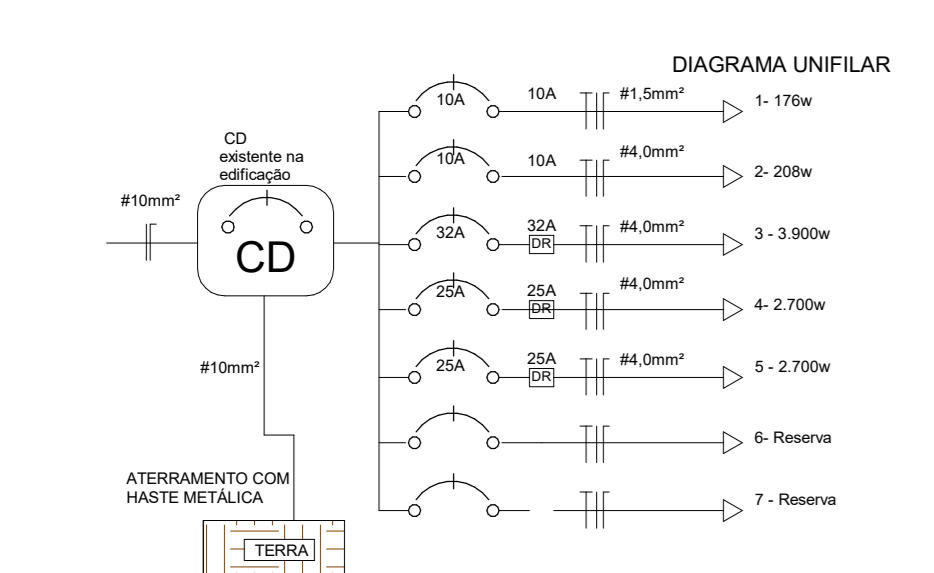 DIAGRAMA UNIFILAR
10A 10A #1,5mm² 1- 176w
CD
existente na
edificação
10A 10A #4,0mm² 2- 208w
#10mm²
CD
32A 32A DR #4,0mm² 3 - 3.900w
25A 25A DR #4,0mm² 4- 2.700w
#10mm²
25A 25A DR #4,0mm² 5 - 2.700w
6- Reserva
ATERRAMENTO COM
HASTE METÁLICA
7 - Reserva
TERRA